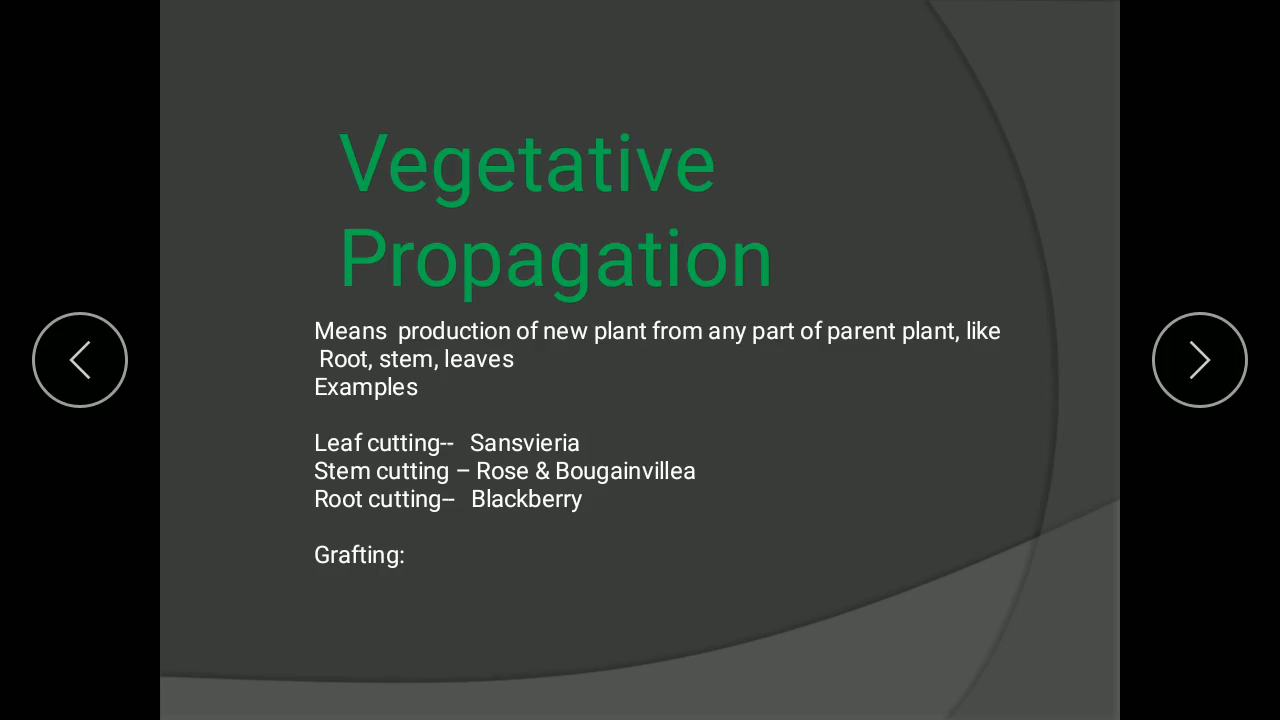 Vegetative
Propagation
Means  production of new plant from any part of parent plant, like
Root, stem, leaves
Examples
Leaf cutting--   Sansvieria
Stem cutting – Rose & Bougainvillea
Root cutting–   Blackberry
Grafting: